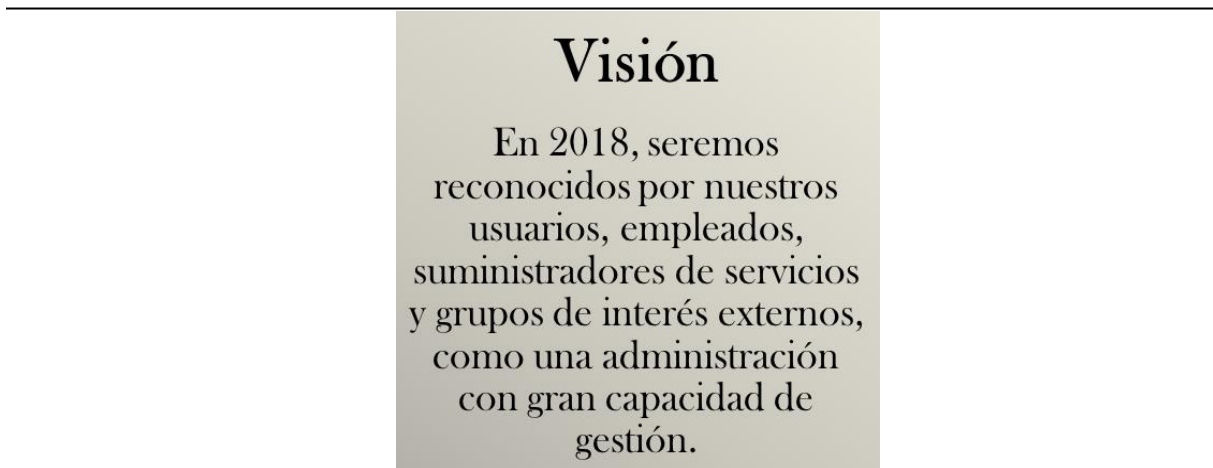 Visión
En 2018, seremos
reconocidos por nuestros
usuarios, empleados,
suministradores de servicios
y grupos de interés externos,
como una administración
con gran capacidad de
gestión.